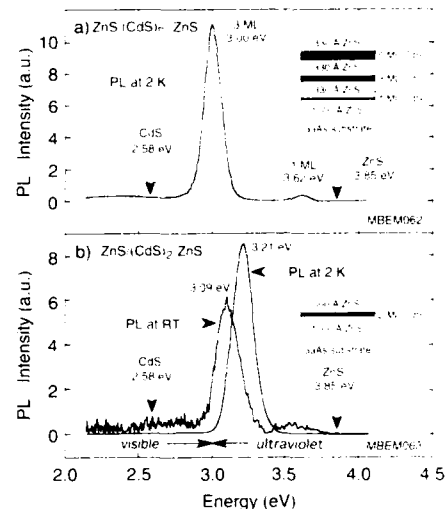 a) ZnS (CdS) ZnS
3 ML
3.00 eV
PL at 2 K
CdS
2.58 eV
1 ML
3.62 eV
ZnS
3.85 eV
substrate
MBEM062
PL Intensity (a.u.)
10
8
6
4
2
0
b) ZnS (CdS)2 ZnS
3.21 eV
PL at 2 K
3.09 eV
PL at RT
CdS
2.58 eV
substrate
ZnS
3.85 eV
PL Intensity (a.u.)
8
6
4
2
0
visible
ultraviolet
MBEM063
2.0
2.5
3.0
3.5
4.0
4.5
Energy (eV)